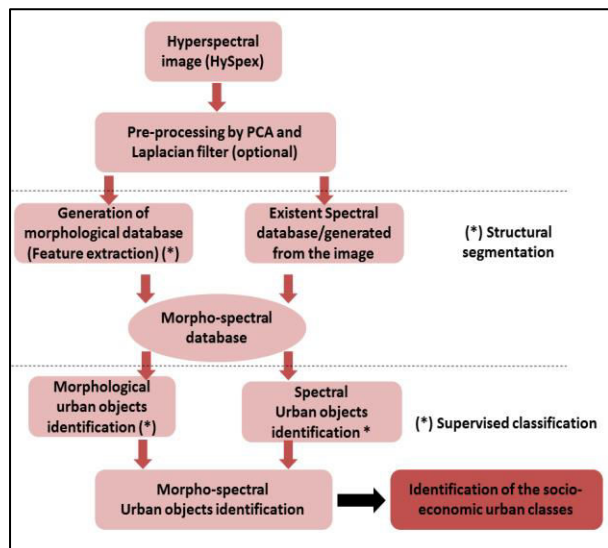 Hyperspectral
image (HySpex)
Pre-processing by PCA and
Laplacian filter (optional)
Generation of
morphological database
(Feature extraction) (*)
Existent Spectral
database/generated
from the image
(*) Structural
segmentation
Morpho-spectral
database
Morphological
urban objects
identification (*)
Spectral
Urban objects
identification *
(*) Supervised classification
Morpho-spectral
Urban objects identification
Identification of the socio-
economic urban classes